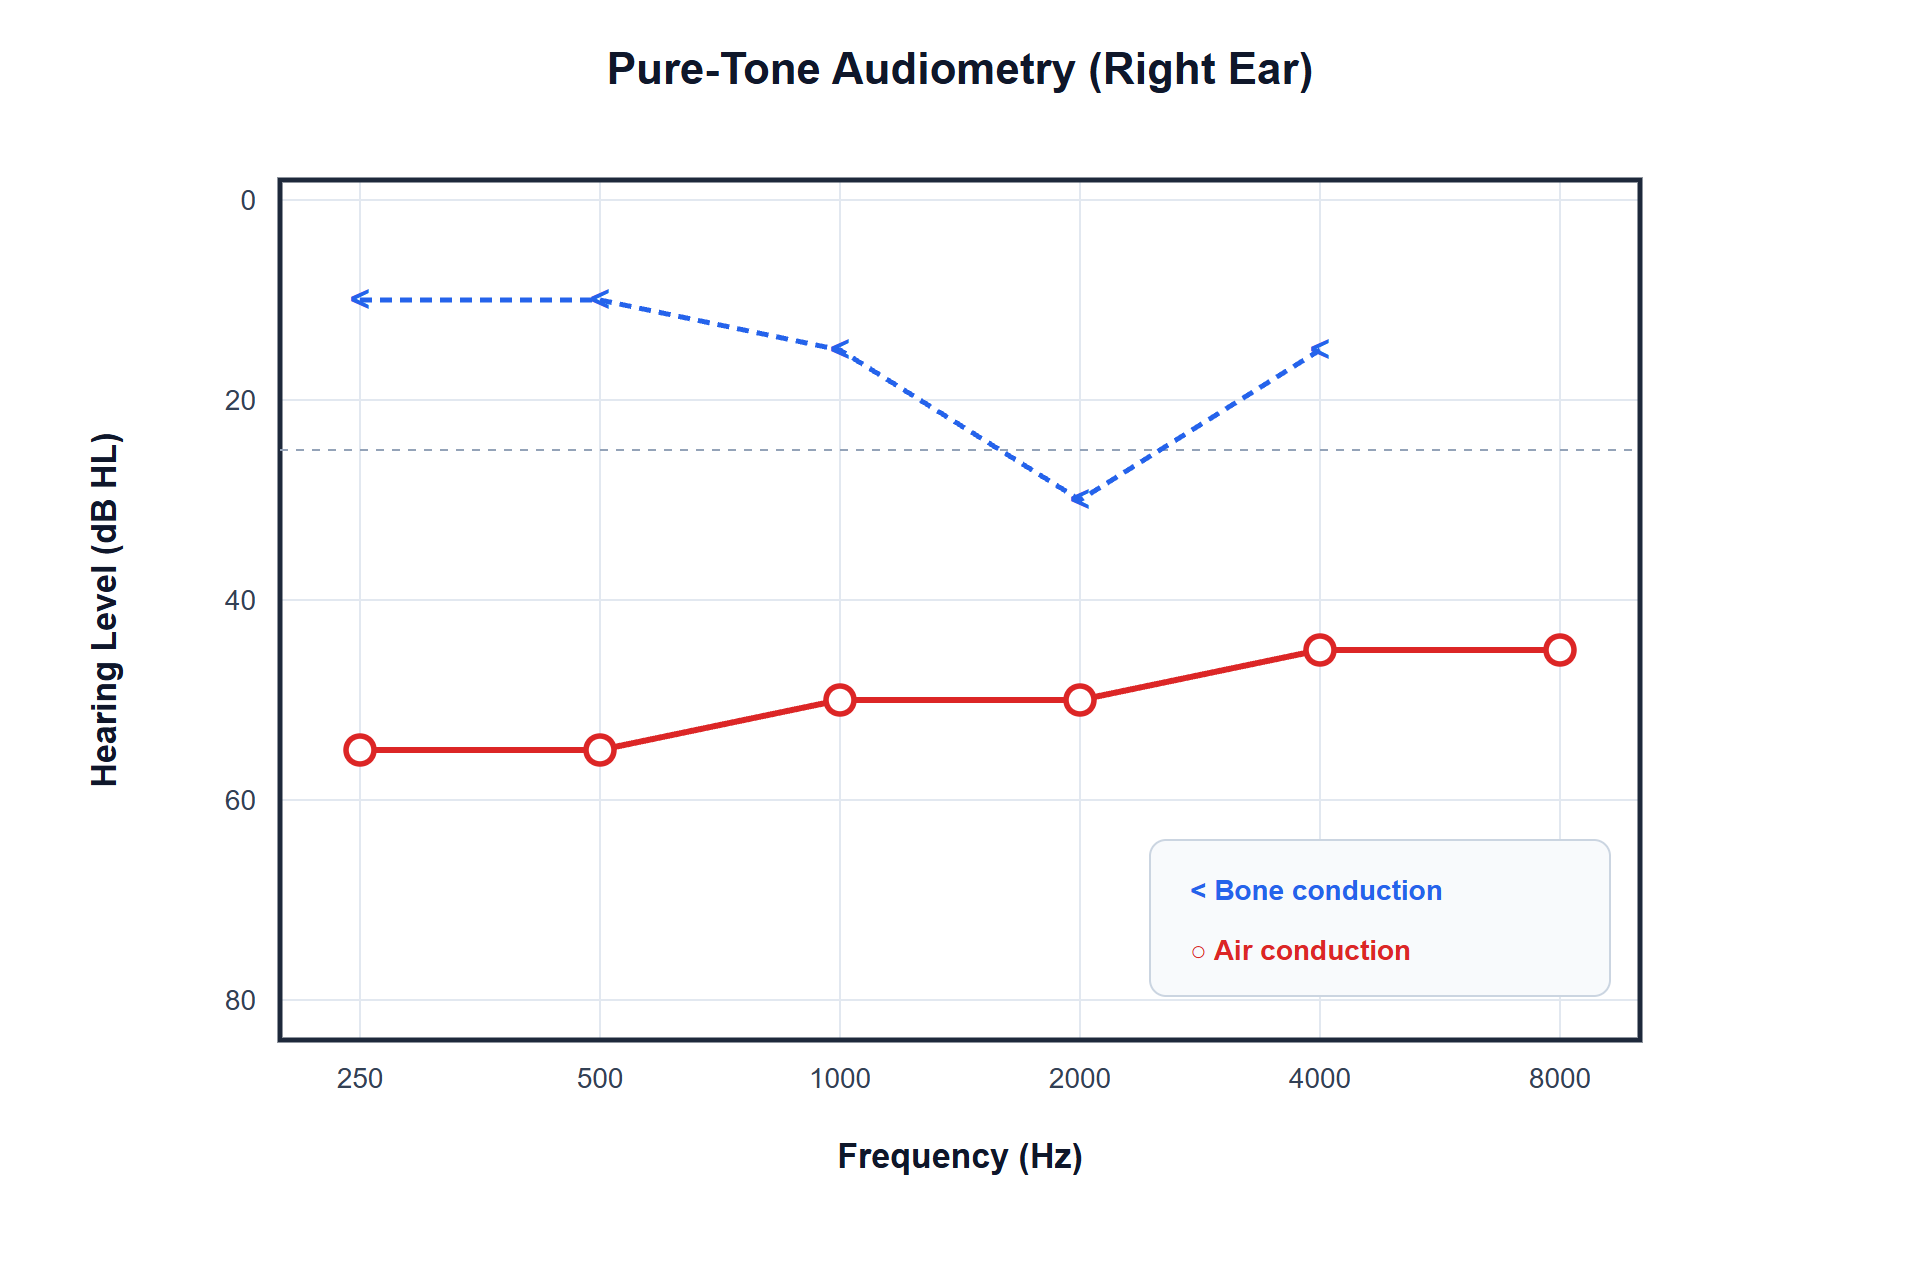 Pure-Tone Audiometry (Right Ear)
0
20
40
60
80
Hearing Level (dB HL)
< Bone conduction
○ Air conduction
250 500 1000 2000 4000 8000
Frequency (Hz)